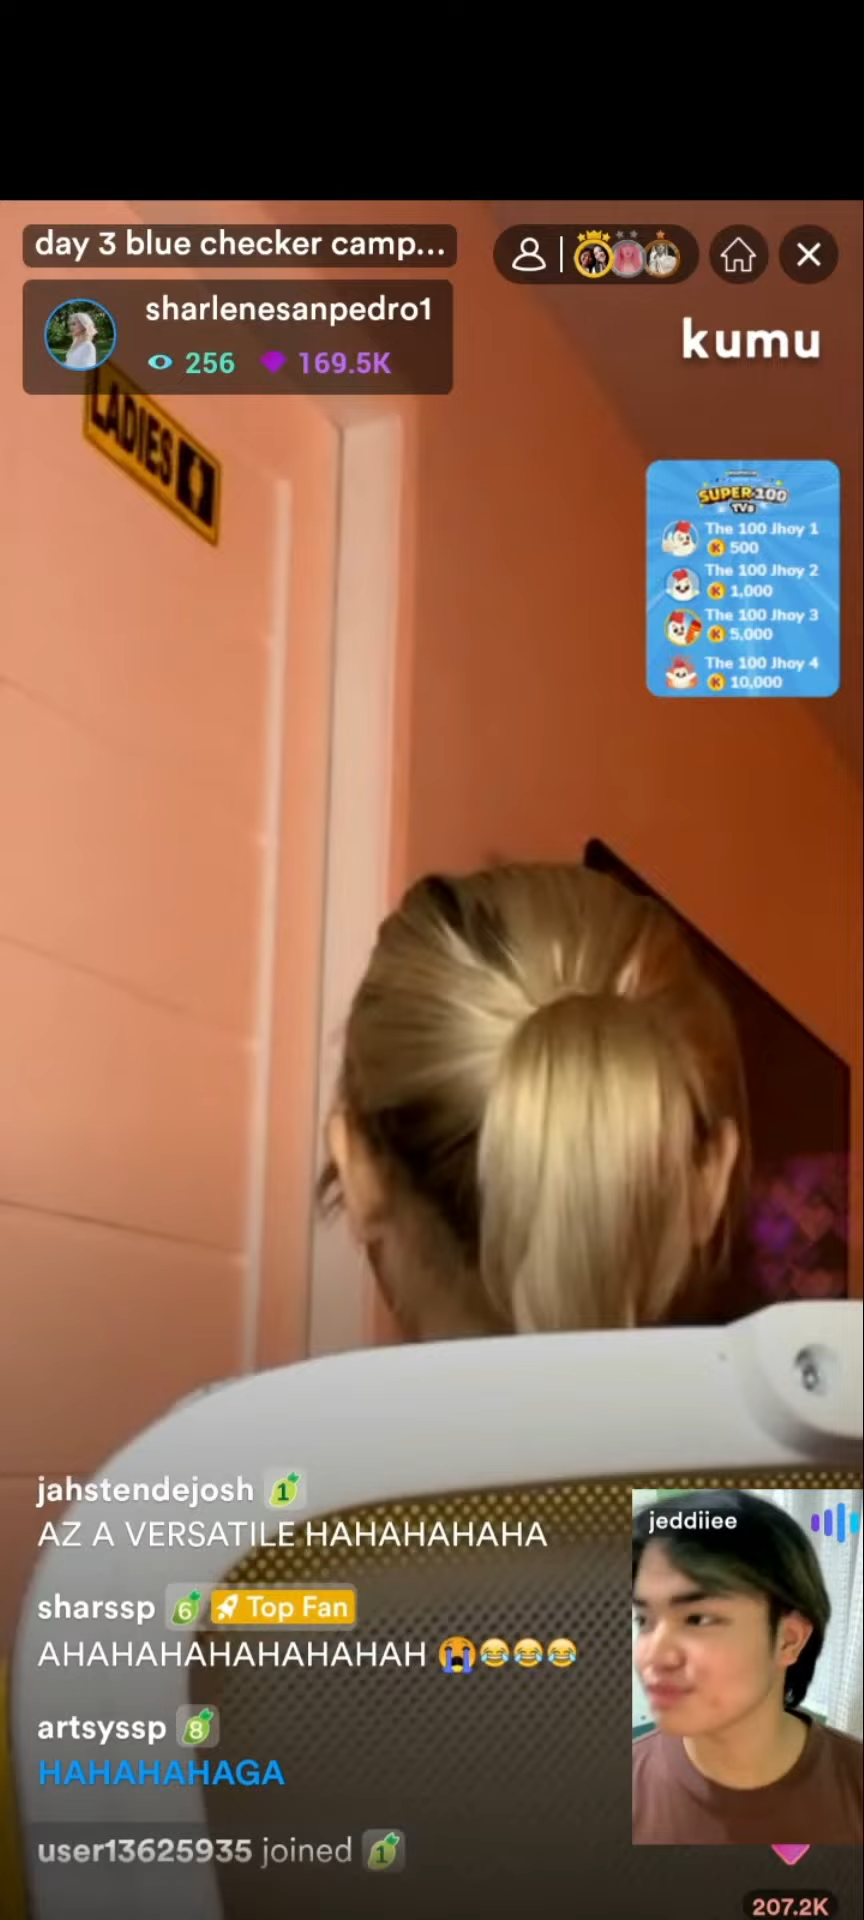 day 3 blue checker camp...
sharlenesanpedro1
256 169.5K
kumu
LADIES
SUPER 100
TVs
The 100 Jhoy 1
K 500
The 100 Jhoy 2
K 1,000
The 100 Jhoy 3
K 5,000
The 100 Jhoy 4
K 10,000
jahstendejosh 1
AZ A VERSATILE HAHAHAHAHA
sharssp 6 Top Fan
AHAHAHAHAHAHAHAH 😭😂😂😂
artsyssp 8
HAHAHAHAGA
user13625935 joined 1
jeddiiee
207.2K